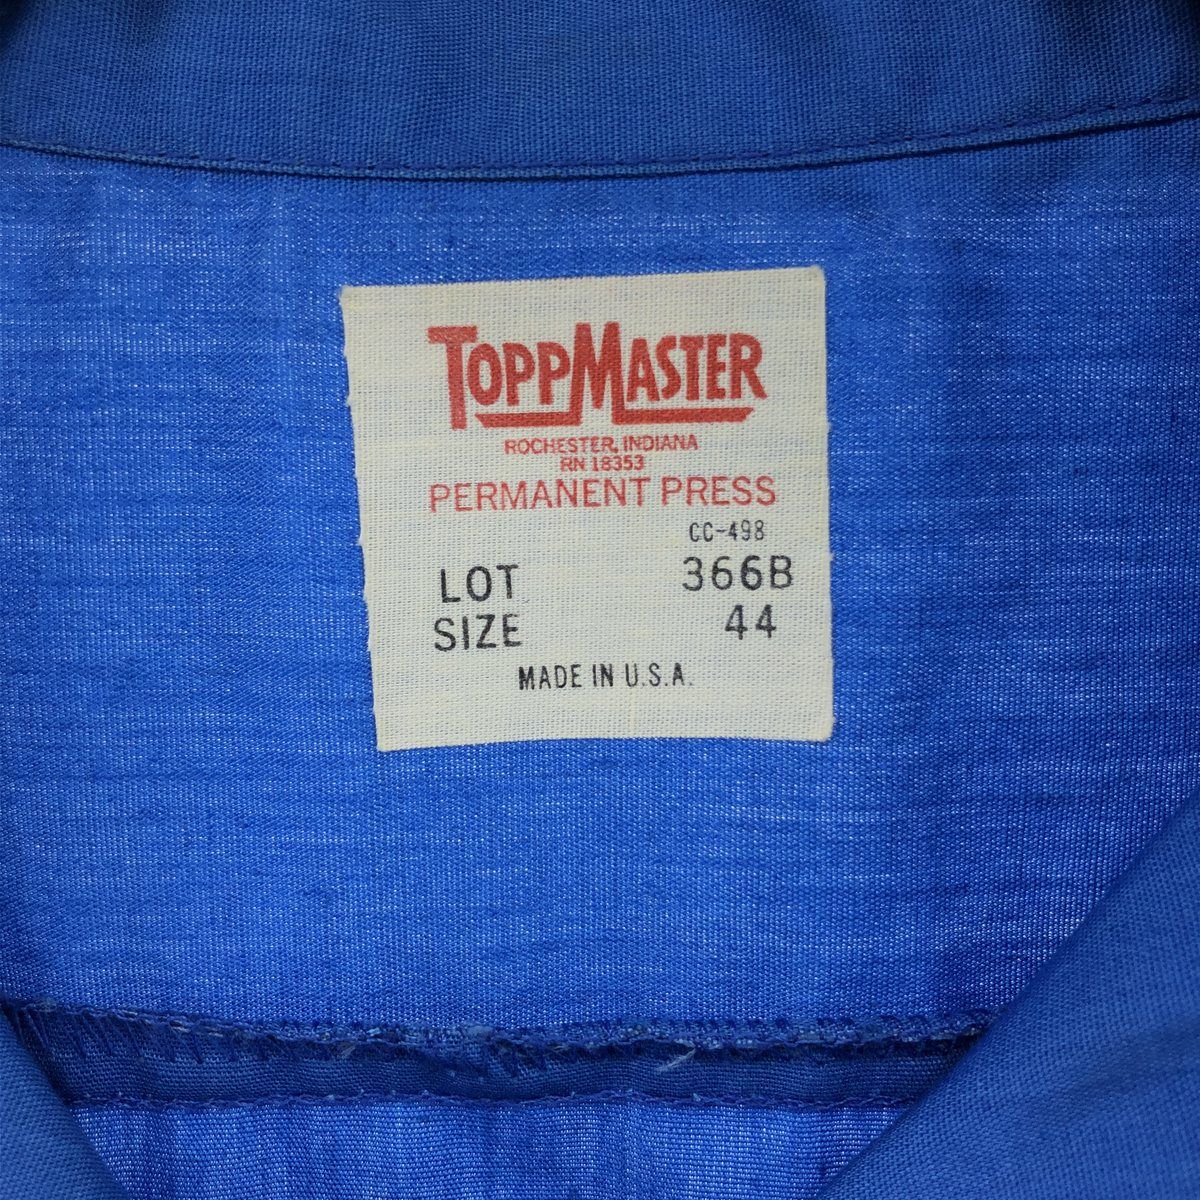 TOPPMASTER
ROCHESTER, INDIANA
RN 18353
PERMANENT PRESS
CC-498
LOT 366B
SIZE 44
MADE IN U.S.A.